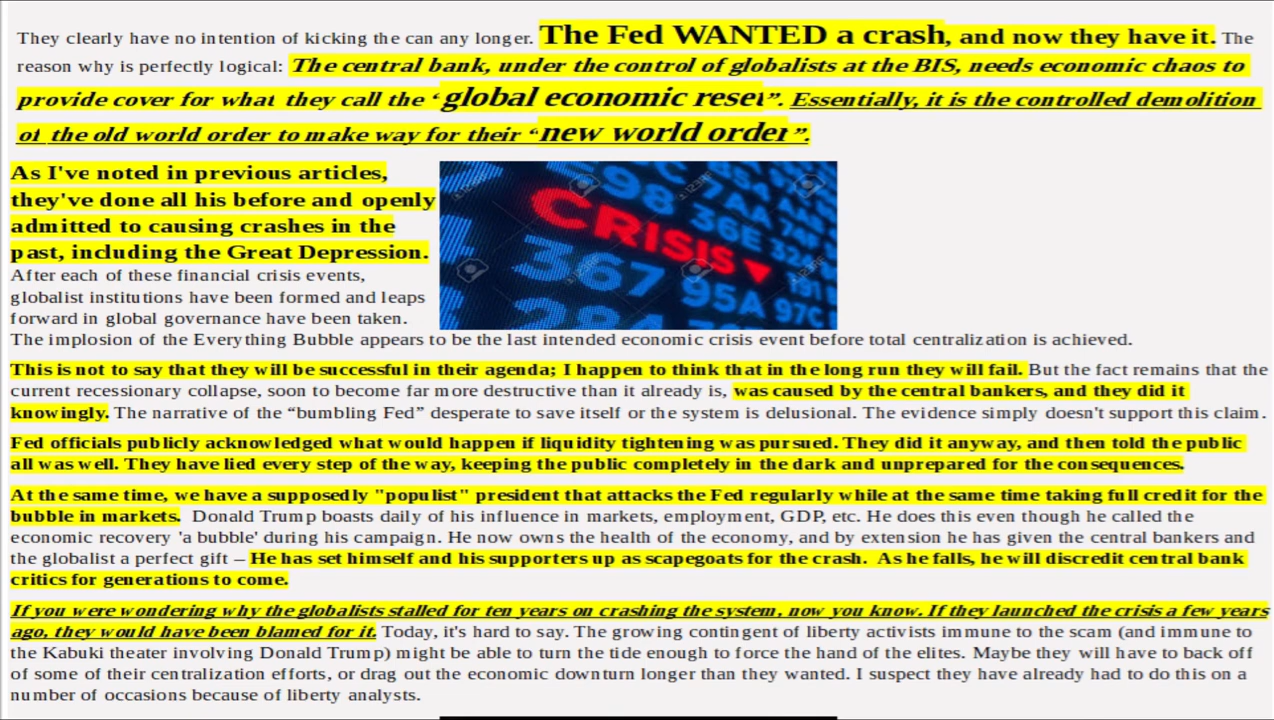 They clearly have no intention of kicking the can any longer. The Fed WANTED a crash, and now they have it. The
reason why is perfectly logical: The central bank, under the control of globalists at the BIS, needs economic chaos to
provide cover for what they call the ‘global economic reset”. Essentially, it is the controlled demolition
of the old world order to make way for their “new world order”.
As I've noted in previous articles,
they've done all his before and openly
admitted to causing crashes in the
past, including the Great Depression.
After each of these financial crisis events,
globalist institutions have been formed and leaps
forward in global governance have been taken.
CRISIS
98
7AA
36E
324
367
95A
97C
191
284
The implosion of the Everything Bubble appears to be the last intended economic crisis event before total centralization is achieved.
This is not to say that they will be successful in their agenda; I happen to think that in the long run they will fail. But the fact remains that the
current recessionary collapse, soon to become far more destructive than it already is, was caused by the central bankers, and they did it
knowingly. The narrative of the “bumbling Fed” desperate to save itself or the system is delusional. The evidence simply doesn't support this claim.
Fed officials publicly acknowledged what would happen if liquidity tightening was pursued. They did it anyway, and then told the public
all was well. They have lied every step of the way, keeping the public completely in the dark and unprepared for the consequences.
At the same time, we have a supposedly "populist" president that attacks the Fed regularly while at the same time taking full credit for the
bubble in markets. Donald Trump boasts daily of his influence in markets, employment, GDP, etc. He does this even though he called the
economic recovery 'a bubble' during his campaign. He now owns the health of the economy, and by extension he has given the central bankers and
the globalist a perfect gift – He has set himself and his supporters up as scapegoats for the crash. As he falls, he will discredit central bank
critics for generations to come.
If you were wondering why the globalists stalled for ten years on crashing the system, now you know. If they launched the crisis a few years
ago, they would have been blamed for it. Today, it's hard to say. The growing contingent of liberty activists immune to the scam (and immune to
the Kabuki theater involving Donald Trump) might be able to turn the tide enough to force the hand of the elites. Maybe they will have to back off
of some of their centralization efforts, or drag out the economic downturn longer than they wanted. I suspect they have already had to do this on a
number of occasions because of liberty analysts.